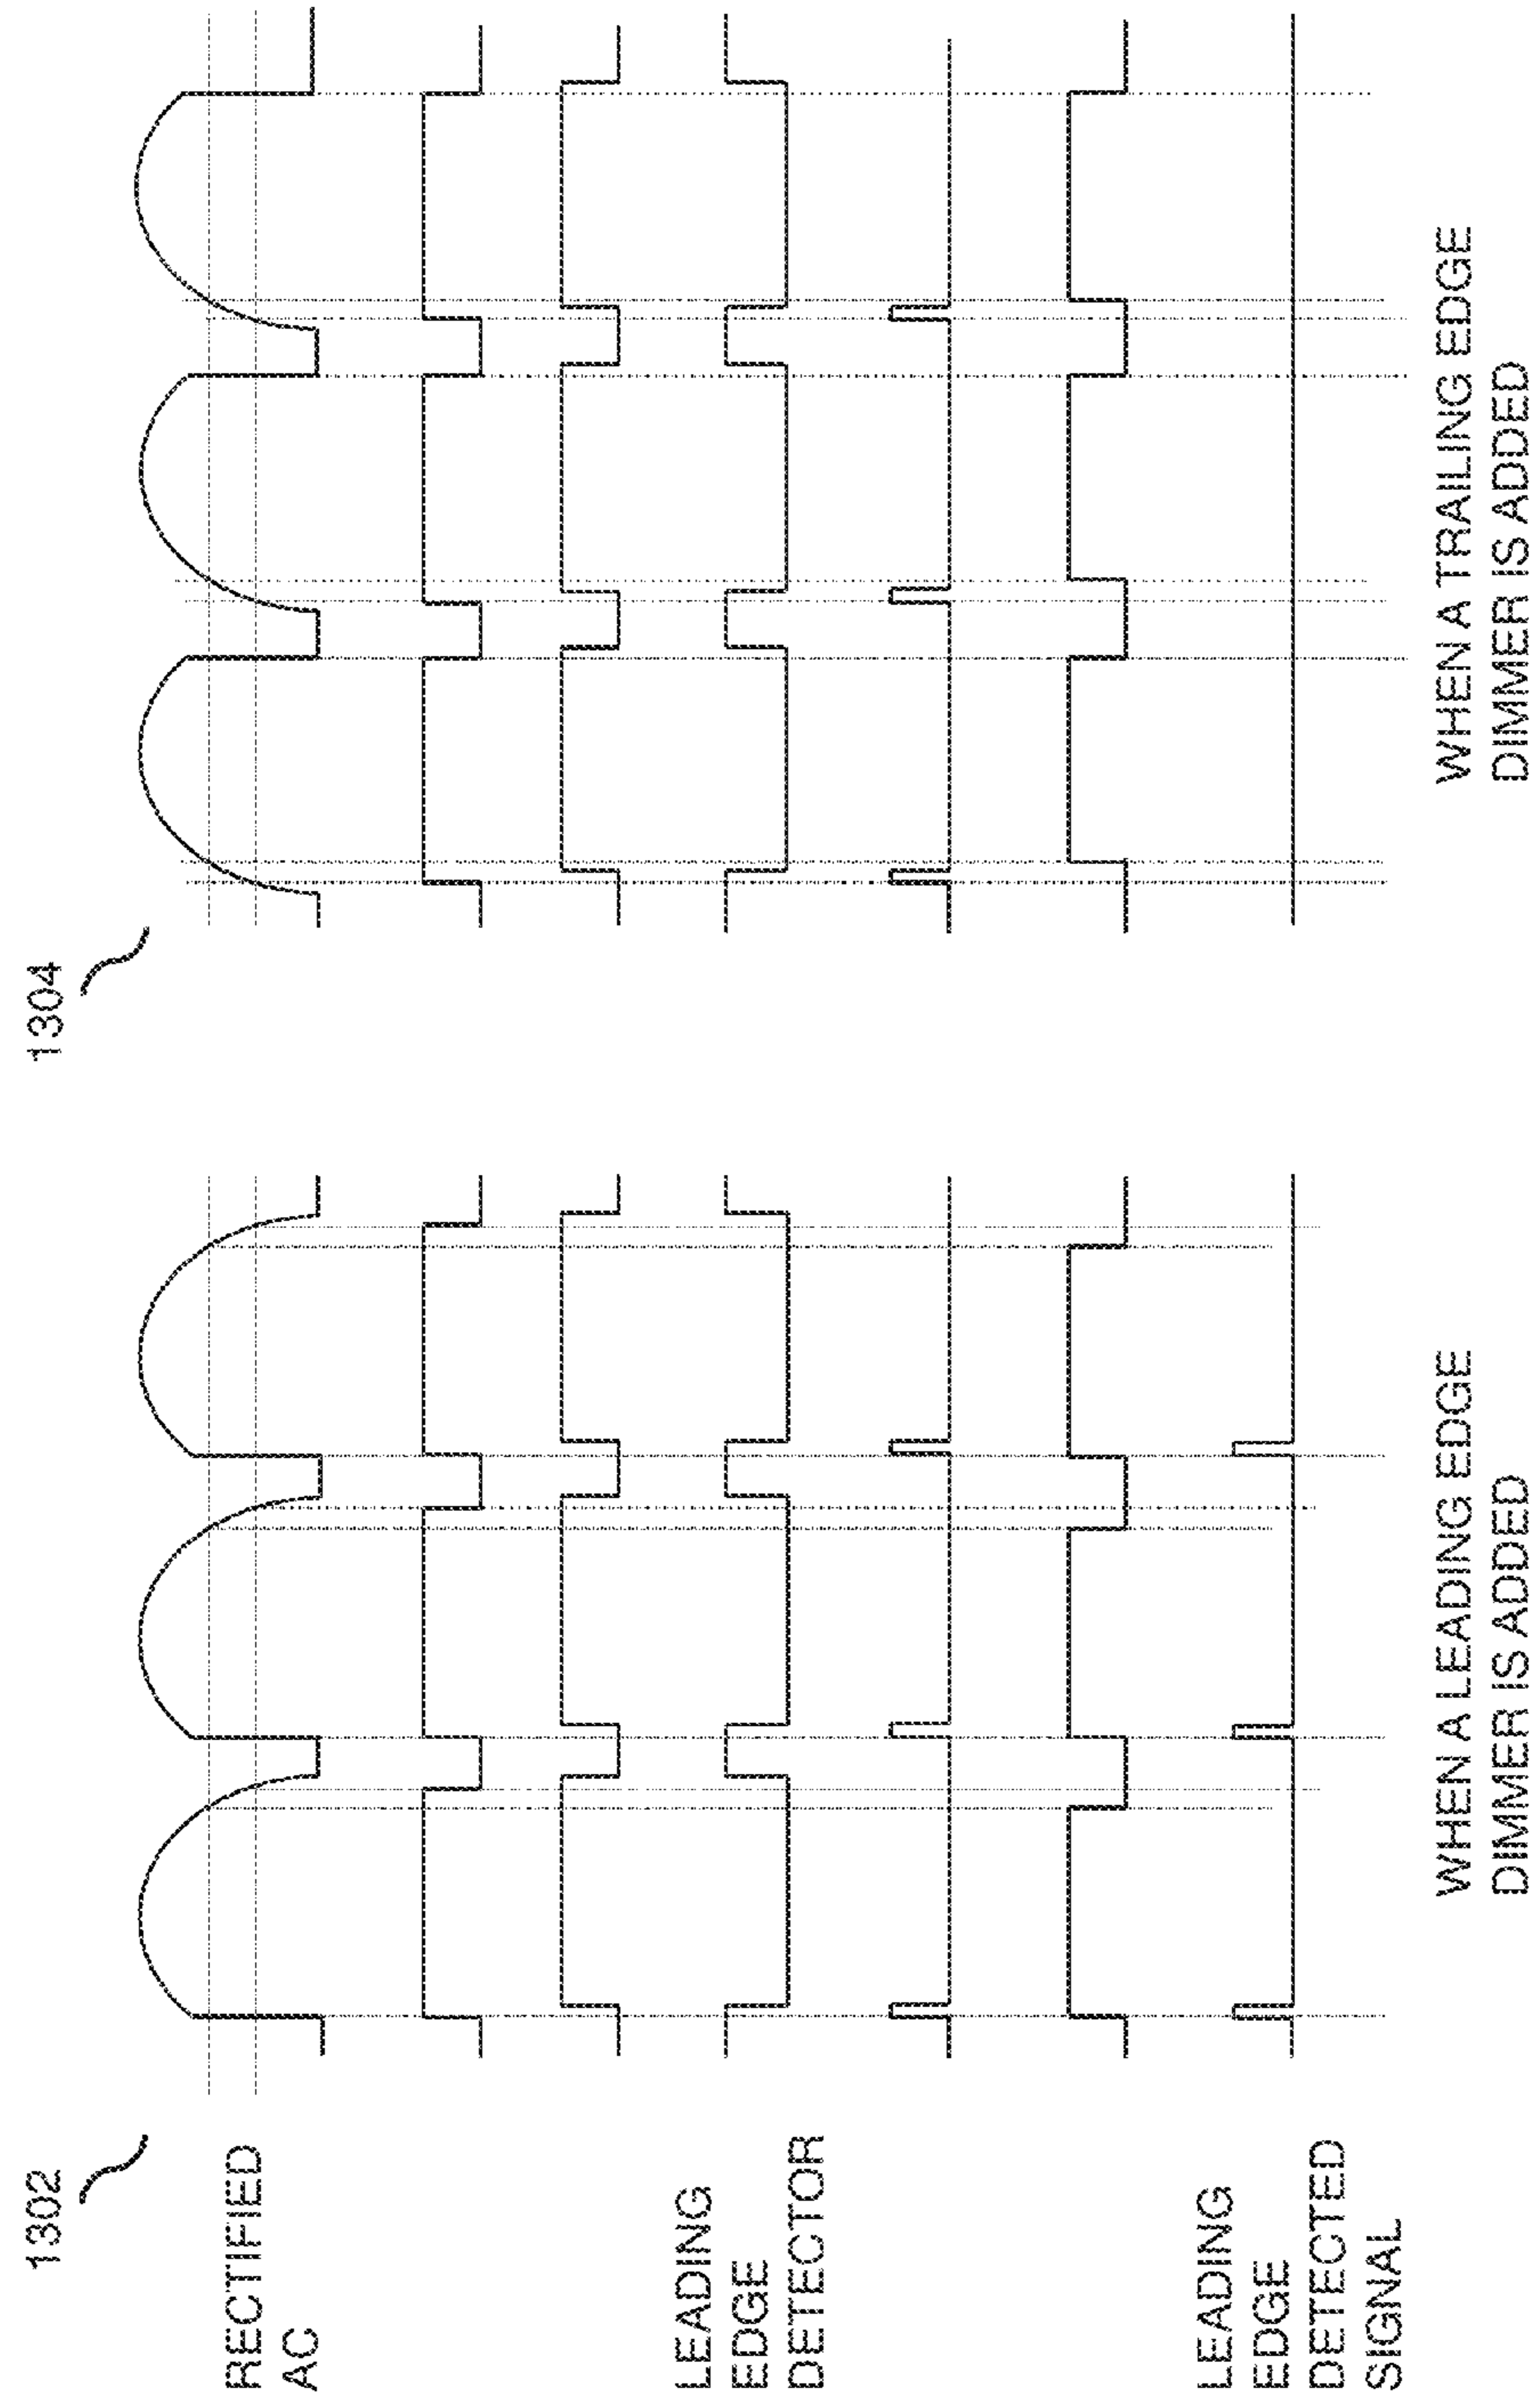 1302
1304
RECTIFIED
AC
LEADING
EDGE
DETECTOR
LEADING
EDGE
DETECTED
SIGNAL
WHEN A LEADING EDGE
DIMMER IS ADDED
WHEN A TRAILING EDGE
DIMMER IS ADDED